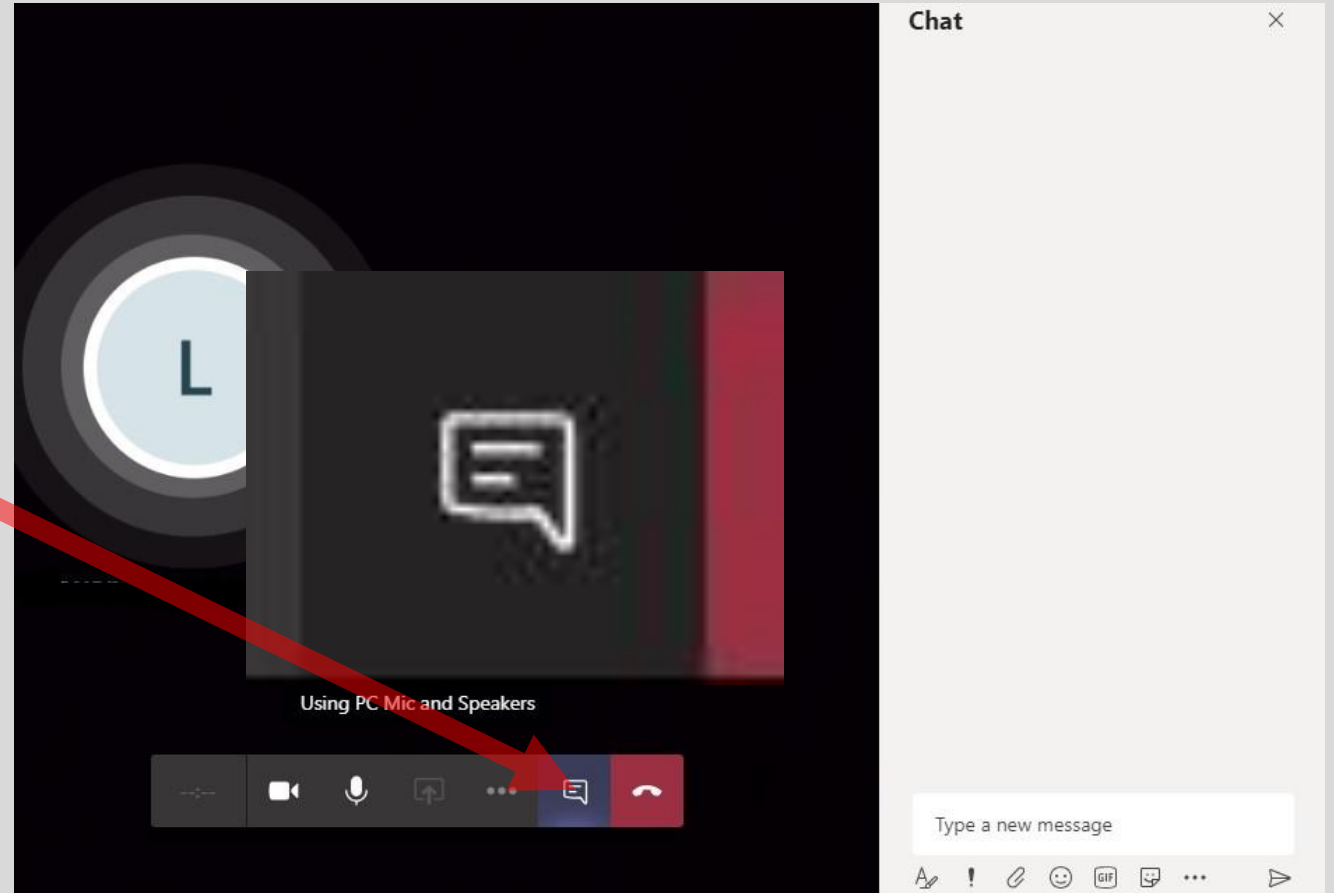 Chat
L
Using PC Mic and Speakers
--:--
Type a new message
GIF